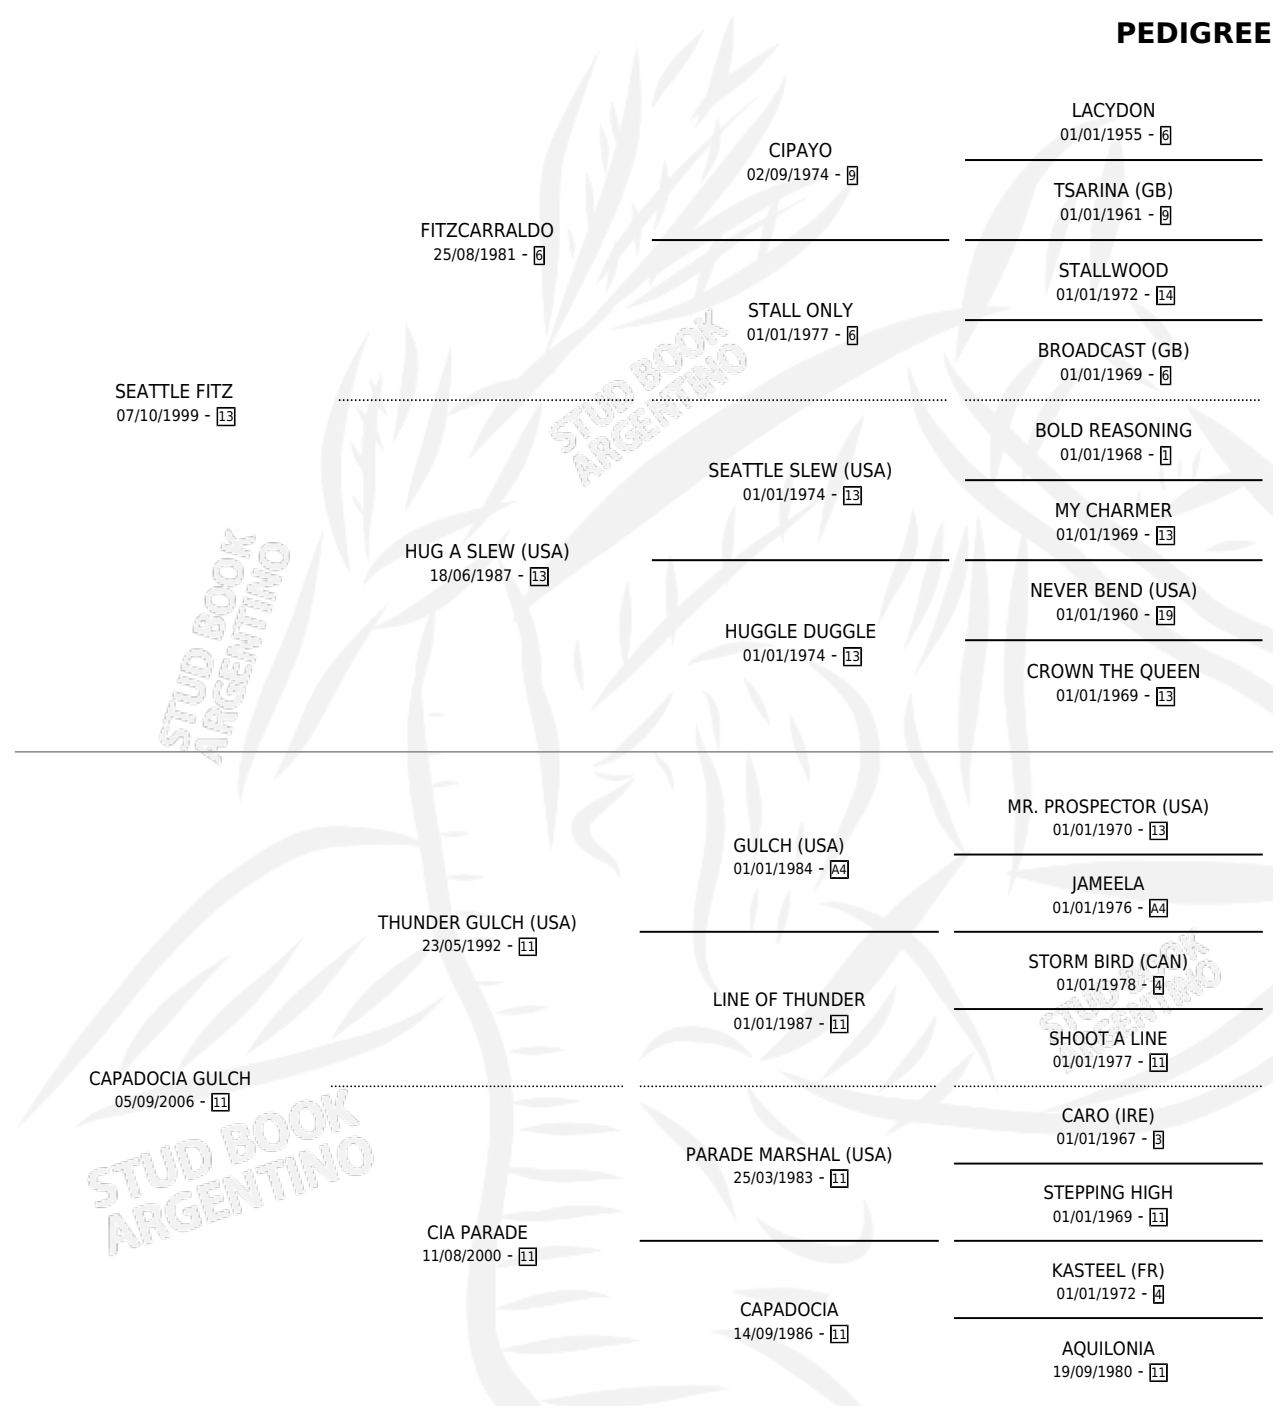 PEDIGREE
LACYDON
01/01/1955 - 6
CIPAYO
02/09/1974 - 9
TSARINA (GB)
01/01/1961 - 9
FITZCARRALDO
25/08/1981 - 6
STALLWOOD
01/01/1972 - 14
STALL ONLY
01/01/1977 - 6
BROADCAST (GB)
01/01/1969 - 6
SEATTLE FITZ
07/10/1999 - 13
STUD BOOK
ARGENTINO
BOLD REASONING
01/01/1968 - 1
SEATTLE SLEW (USA)
01/01/1974 - 13
MY CHARMER
01/01/1969 - 13
HUG A SLEW (USA)
18/06/1987 - 13
NEVER BEND (USA)
01/01/1960 - 19
HUGGLE DUGGLE
01/01/1974 - 13
CROWN THE QUEEN
01/01/1969 - 13
STUD BOOK
ARGENTINO
MR. PROSPECTOR (USA)
01/01/1970 - 13
GULCH (USA)
01/01/1984 - A4
JAMEELA
01/01/1976 - A4
THUNDER GULCH (USA)
23/05/1992 - 11
STORM BIRD (CAN)
01/01/1978 - 4
LINE OF THUNDER
01/01/1987 - 11
SHOOT A LINE
01/01/1977 - 11
STUD BOOK
ARGENTINO
CAPADOCIA GULCH
05/09/2006 - 11
CARO (IRE)
01/01/1967 - 3
PARADE MARSHAL (USA)
25/03/1983 - 11
STEPPING HIGH
01/01/1969 - 11
CIA PARADE
11/08/2000 - 11
KASTEEL (FR)
01/01/1972 - 4
CAPADOCIA
14/09/1986 - 11
AQUILONIA
19/09/1980 - 11
STUD BOOK
ARGENTINO